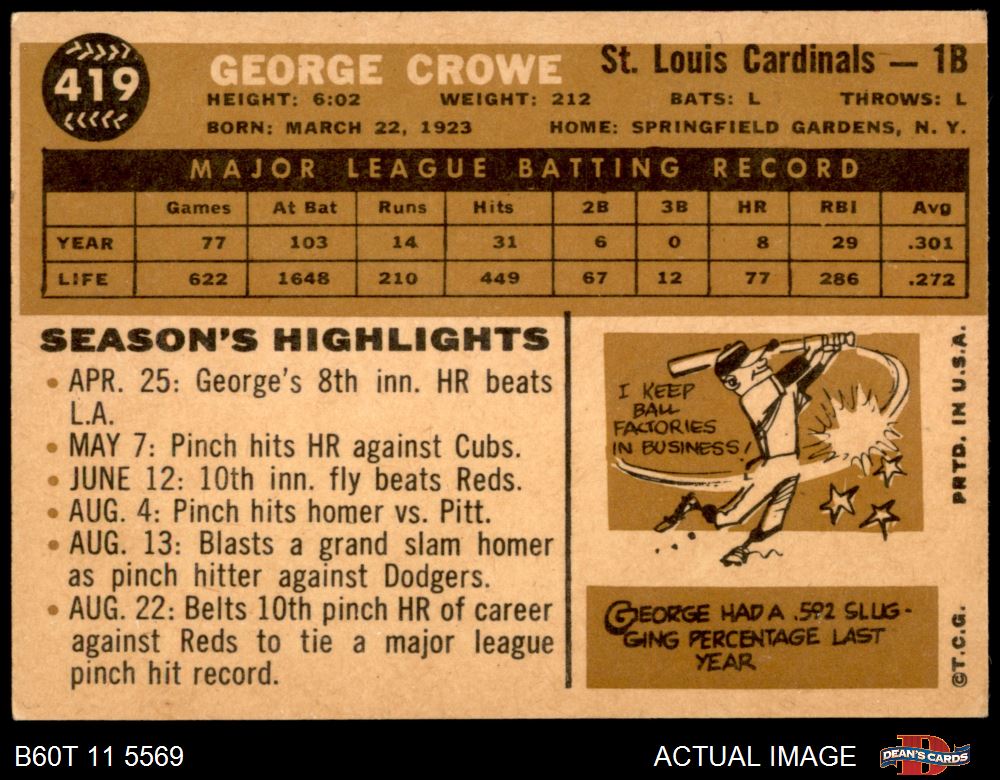 419
GEORGE CROWE
St. Louis Cardinals — 1B
HEIGHT: 6:02 WEIGHT: 212 BATS: L THROWS: L
BORN: MARCH 22, 1923 HOME: SPRINGFIELD GARDENS, N. Y.
MAJOR LEAGUE BATTING RECORD
Games At Bat Runs Hits 2B 3B HR RBI Avg
YEAR 77 103 14 31 6 0 8 29 .301
LIFE 622 1648 210 449 67 12 77 286 .272
SEASON'S HIGHLIGHTS
• APR. 25: George's 8th inn. HR beats
L.A.
• MAY 7: Pinch hits HR against Cubs.
• JUNE 12: 10th inn. fly beats Reds.
• AUG. 4: Pinch hits homer vs. Pitt.
• AUG. 13: Blasts a grand slam homer
as pinch hitter against Dodgers.
• AUG. 22: Belts 10th pinch HR of career
against Reds to tie a major league
pinch hit record.
I KEEP
BALL
FACTORIES
IN BUSINESS!
GEORGE HAD A .592 SLUG-
GING PERCENTAGE LAST
YEAR
PRTD. IN U.S.A.
©T.C.G.
B60T 11 5569
ACTUAL IMAGE
DEAN'S CARDS